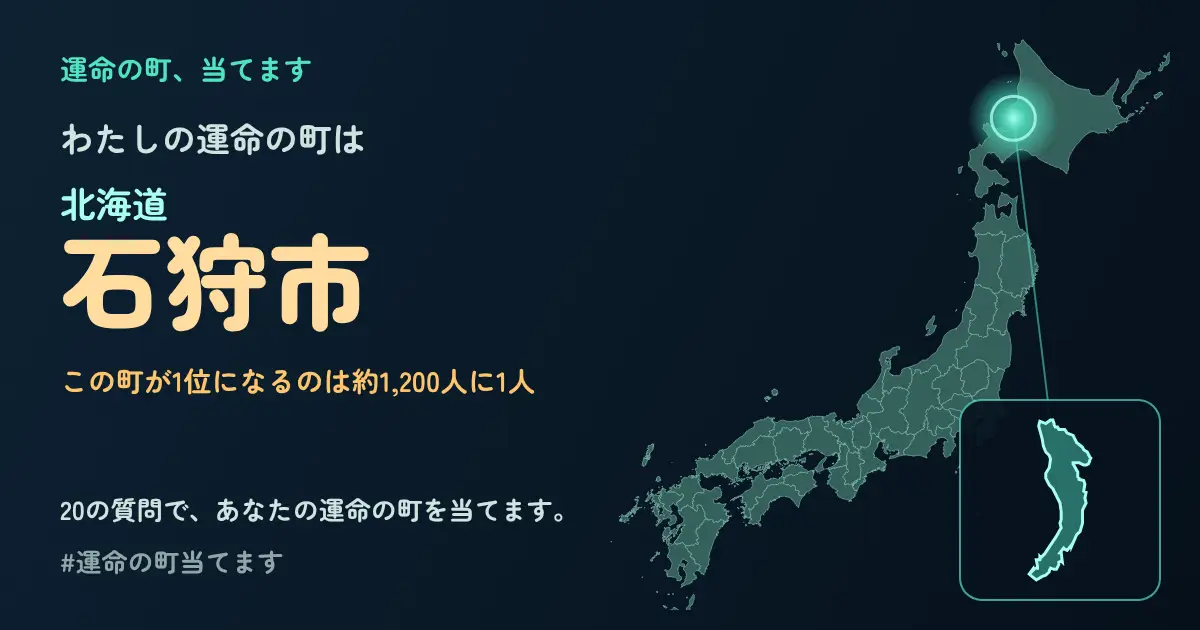 運命の町、当てます
わたしの運命の町は
北海道
石狩市
この町が1位になるのは約1,200人に1人
20の質問で、あなたの運命の町を当てます。
#運命の町当てます